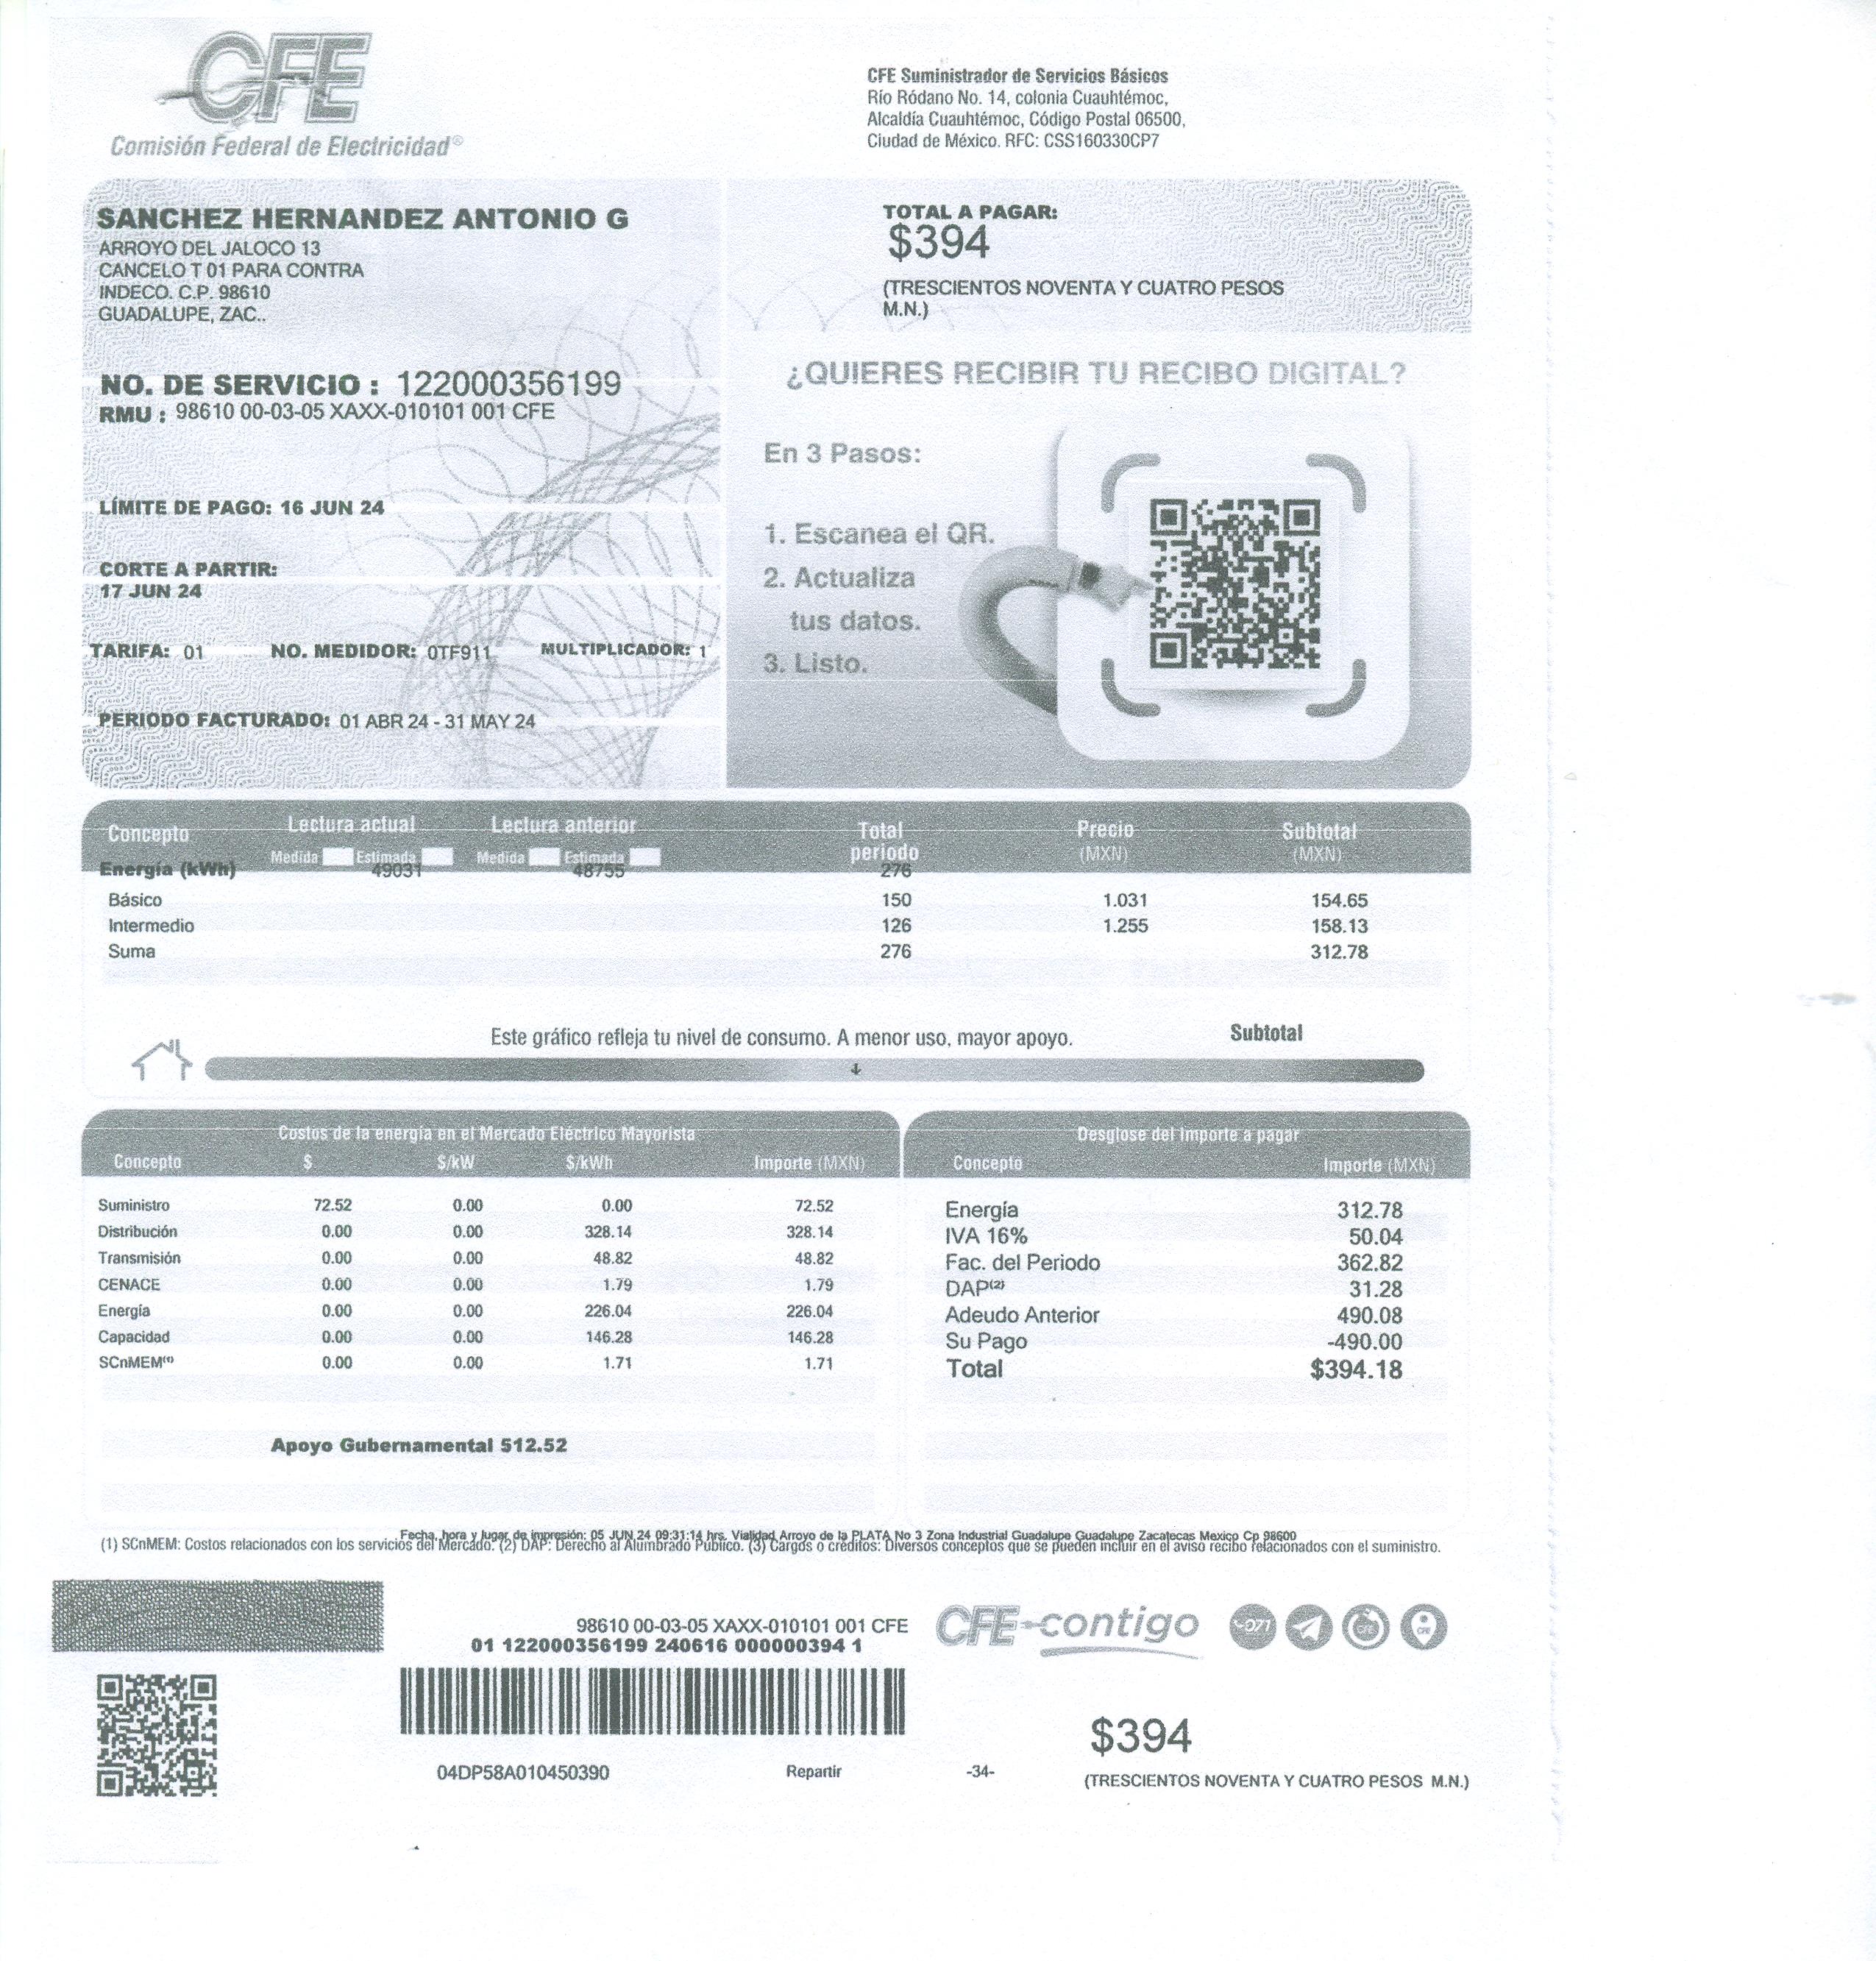 CFE
Comisión Federal de Electricidad®
CFE Suministrador de Servicios Básicos
Río Ródano No. 14, colonia Cuauhtémoc,
Alcaldía Cuauhtémoc, Código Postal 06500,
Ciudad de México. RFC: CSS160330CP7
SANCHEZ HERNANDEZ ANTONIO G
ARROYO DEL JALOCO 13
CANCELO T 01 PARA CONTRA
INDECO. C.P. 98610
GUADALUPE, ZAC..
TOTAL A PAGAR:
$394
(TRESCIENTOS NOVENTA Y CUATRO PESOS
M.N.)
NO. DE SERVICIO : 122000356199
RMU : 98610 00-03-05 XAXX-010101 001 CFE
LÍMITE DE PAGO: 16 JUN 24
CORTE A PARTIR:
17 JUN 24
TARIFA: 01 NO. MEDIDOR: 0TF911 MULTIPLICADOR: 1
PERIODO FACTURADO: 01 ABR 24 - 31 MAY 24
¿QUIERES RECIBIR TU RECIBO DIGITAL?
En 3 Pasos:
1. Escanea el QR.
2. Actualiza
tus datos.
3. Listo.
Concepto Lectura actual Lectura anterior Total periodo Precio (MXN) Subtotal (MXN)
Medida Estimada Medida Estimada
Energía (kWh) 49031 48755 276
Básico 150 1.031 154.65
Intermedio 126 1.255 158.13
Suma 276 312.78
Este gráfico refleja tu nivel de consumo. A menor uso, mayor apoyo. Subtotal
Costos de la energía en el Mercado Eléctrico Mayorista
Concepto $ $/kW $/kWh Importe (MXN)
Suministro 72.52 0.00 0.00 72.52
Distribución 0.00 0.00 328.14 328.14
Transmisión 0.00 0.00 48.82 48.82
CENACE 0.00 0.00 1.79 1.79
Energía 0.00 0.00 226.04 226.04
Capacidad 0.00 0.00 146.28 146.28
SCnMEM(1) 0.00 0.00 1.71 1.71
Apoyo Gubernamental 512.52
Desglose del importe a pagar
Concepto Importe (MXN)
Energía 312.78
IVA 16% 50.04
Fac. del Periodo 362.82
DAP(2) 31.28
Adeudo Anterior 490.08
Su Pago -490.00
Total $394.18
Fecha, hora y lugar de impresión: 05 JUN 24 09:31:14 hrs. Vialidad Arroyo de la PLATA No 3 Zona Industrial Guadalupe Guadalupe Zacatecas Mexico Cp 98600
(1) SCnMEM: Costos relacionados con los servicios del Mercado. (2) DAP: Derecho al Alumbrado Público. (3) Cargos o créditos: Diversos conceptos que se pueden incluir en el aviso recibo relacionados con el suministro.
98610 00-03-05 XAXX-010101 001 CFE
01 122000356199 240616 000000394 1
CFE contigo
071
CFE
CFE
04DP58A010450390 Repartir -34-
$394
(TRESCIENTOS NOVENTA Y CUATRO PESOS M.N.)